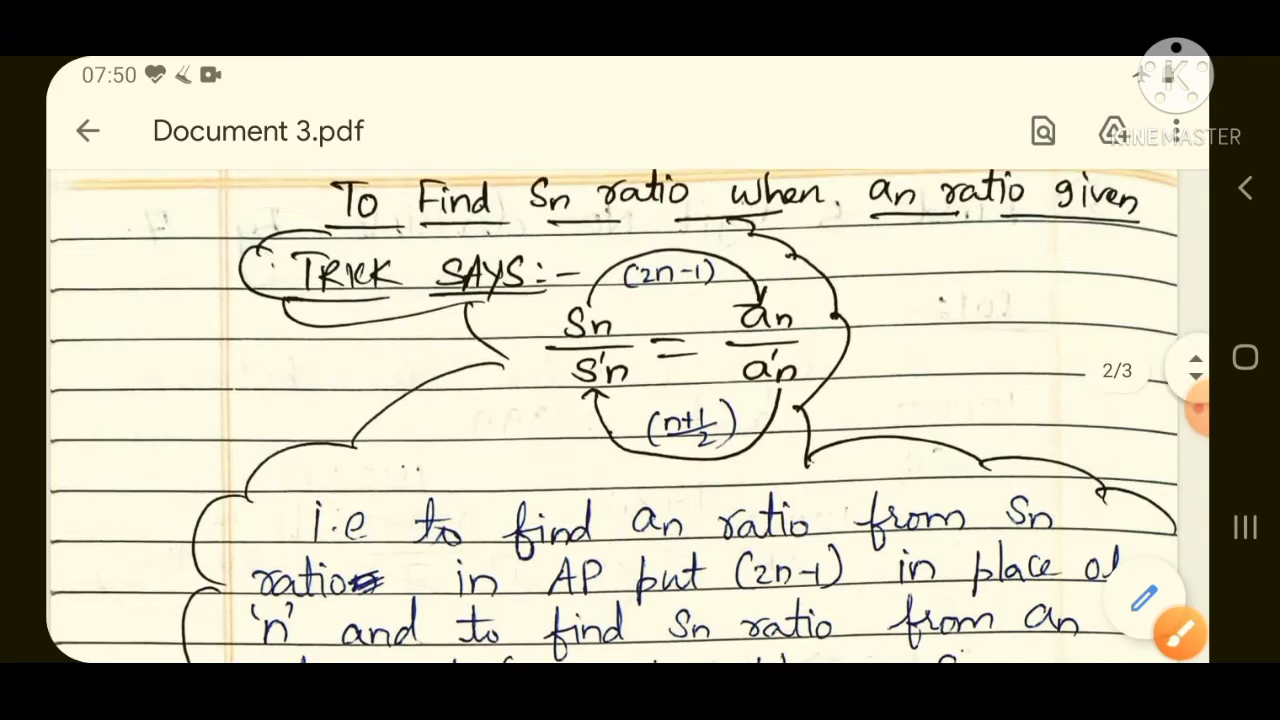 07:50
Document 3.pdf
KINEMASTER
To Find Sn ratio when an ratio given
TRICK SAYS:-
(2n-1)
Sn/S'n = an/a'n
(n+1/2)
2/3
i.e to find an ratio from Sn
ratio in AP put (2n-1) in place of
'n' and to find Sn ratio from an